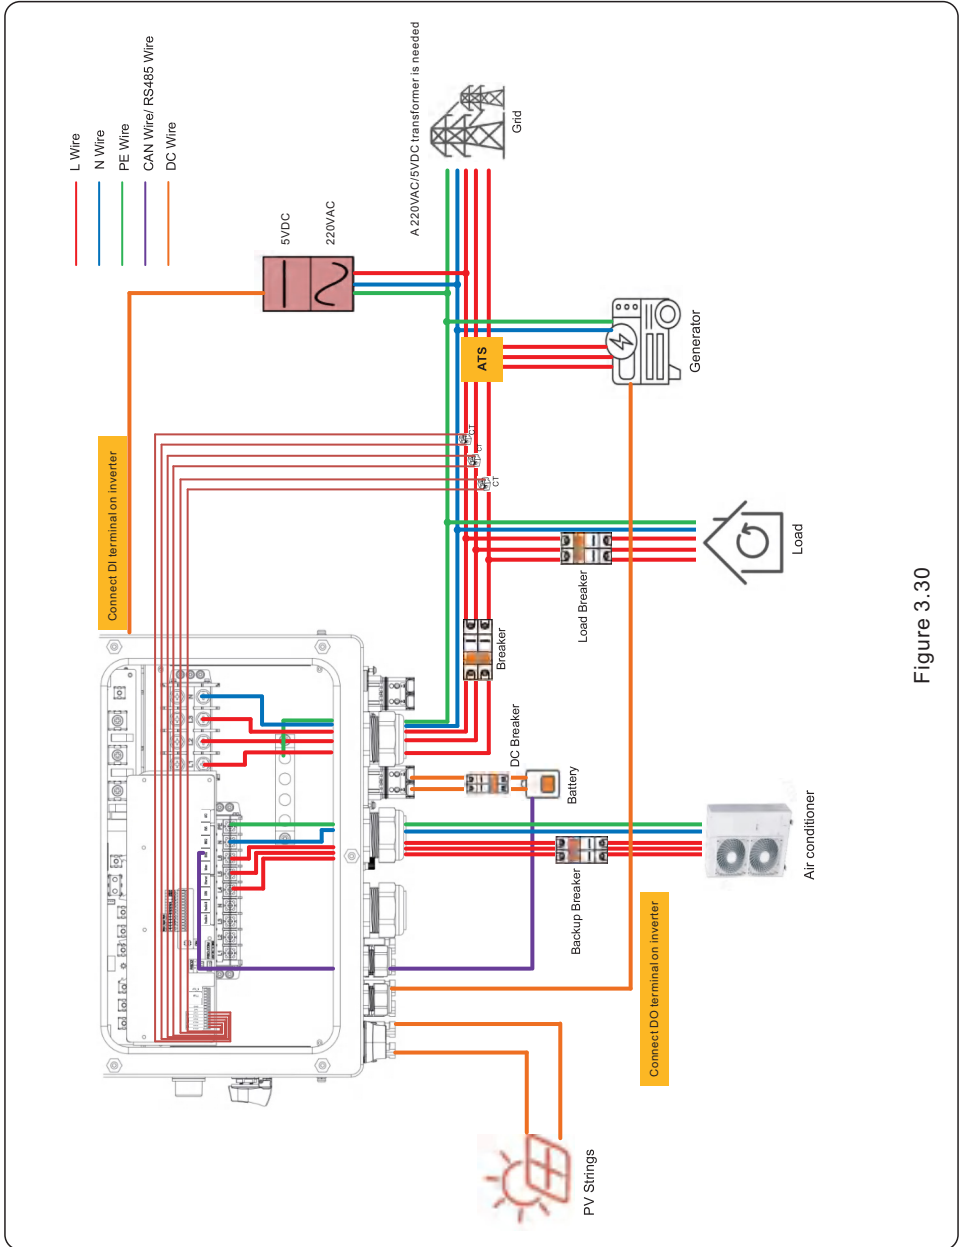 L Wire
N Wire
PE Wire
CAN Wire/ RS485 Wire
DC Wire
5VDC
220VAC
A 220VAC/5VDC transformer is needed
Grid
Connect DI terminal on inverter
ATS
Generator
CT
CT
CT
Load
Load Breaker
Breaker
DC Breaker
Battery
Air conditioner
Backup Breaker
Connect DO terminal on inverter
PV Strings
Figure 3.30